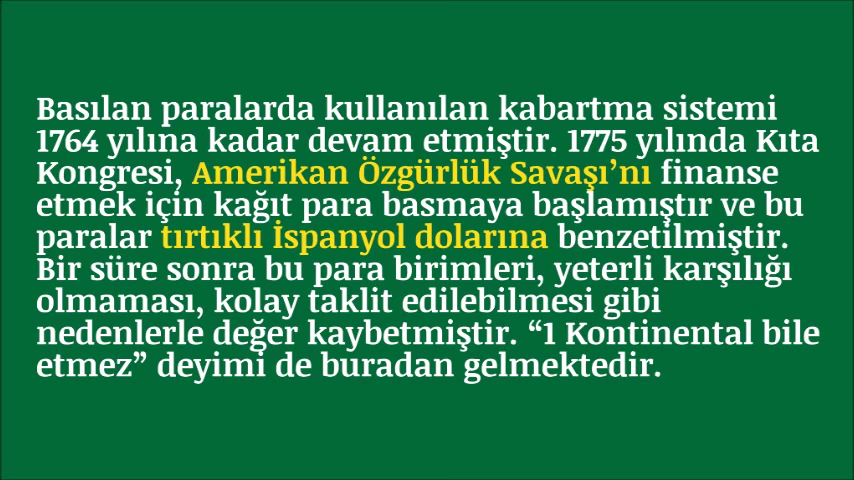 Basılan paralarda kullanılan kabartma sistemi
1764 yılına kadar devam etmiştir. 1775 yılında Kıta
Kongresi, Amerikan Özgürlük Savaşı’nı finanse
etmek için kağıt para basmaya başlamıştır ve bu
paralar tırtıklı İspanyol dolarına benzetilmiştir.
Bir süre sonra bu para birimleri, yeterli karşılığı
olmaması, kolay taklit edilebilmesi gibi
nedenlerle değer kaybetmiştir. “1 Kontinental bile
etmez” deyimi de buradan gelmektedir.